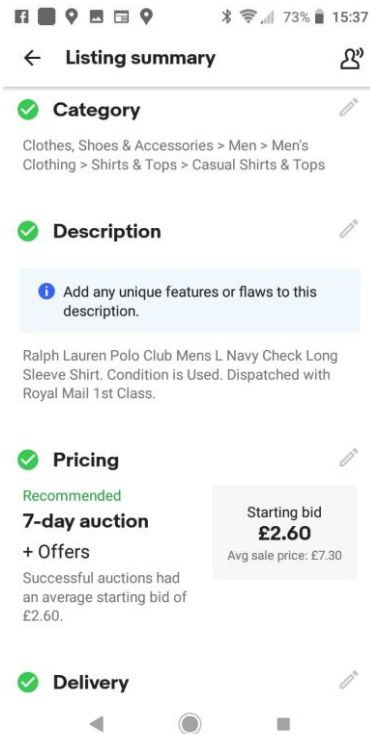 73% 15:37
Listing summary
Category
Clothes, Shoes & Accessories > Men > Men's
Clothing > Shirts & Tops > Casual Shirts & Tops
Description
Add any unique features or flaws to this
description.
Ralph Lauren Polo Club Mens L Navy Check Long
Sleeve Shirt. Condition is Used. Dispatched with
Royal Mail 1st Class.
Pricing
Recommended
7-day auction
+ Offers
Successful auctions had
an average starting bid of
£2.60.
Starting bid
£2.60
Avg sale price: £7.30
Delivery